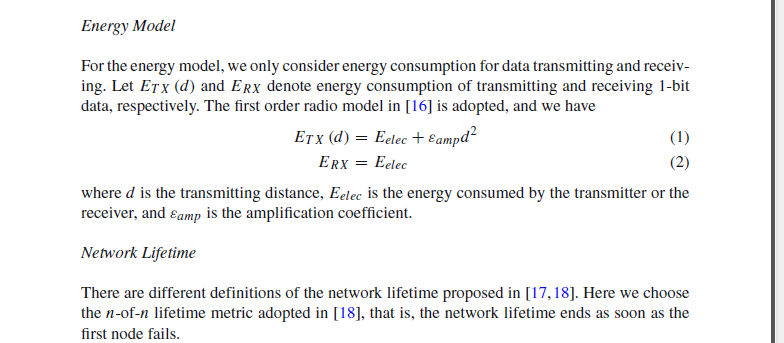 Energy Model
For the energy model, we only consider energy consumption for data transmitting and receiv-
ing. Let E_{TX} (d) and E_{RX} denote energy consumption of transmitting and receiving 1-bit
data, respectively. The first order radio model in [16] is adopted, and we have
E_{TX} (d) = E_{elec} + ε_{amp}d^2 (1)
E_{RX} = E_{elec} (2)
where d is the transmitting distance, E_{elec} is the energy consumed by the transmitter or the
receiver, and ε_{amp} is the amplification coefficient.
Network Lifetime
There are different definitions of the network lifetime proposed in [17,18]. Here we choose
the n-of-n lifetime metric adopted in [18], that is, the network lifetime ends as soon as the
first node fails.